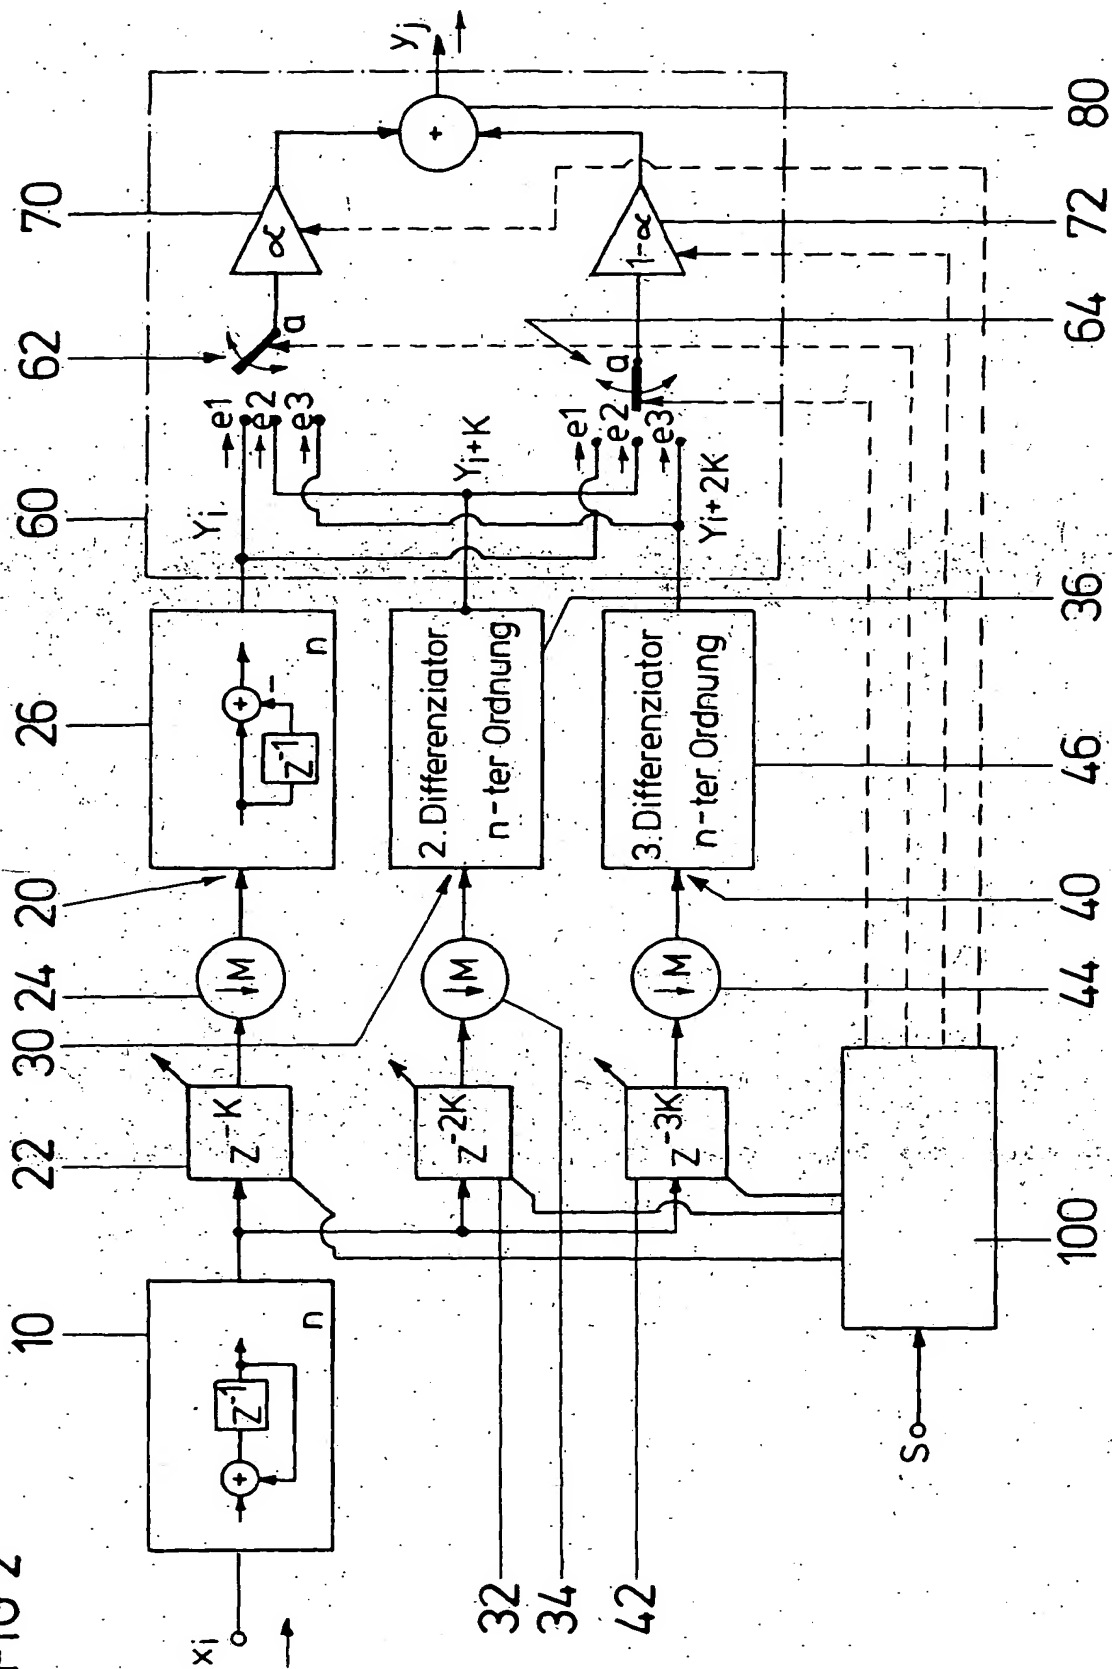 FIG 2
10 22 30 24 20 26 60 62 70
xi
+
Z-1
n
Z-K
↓M
+
-
Z-1
n
Yi
e1
e2
e3
a
α
+
yj
Z-2K
↓M
2. Differenziator
n-ter Ordnung
Yi+K
Z-3K
↓M
3. Differenziator
n-ter Ordnung
Yi+2K
e1
e2
e3
a
1-α
S
32
34
42
100 44 40 46 36 64 72 80